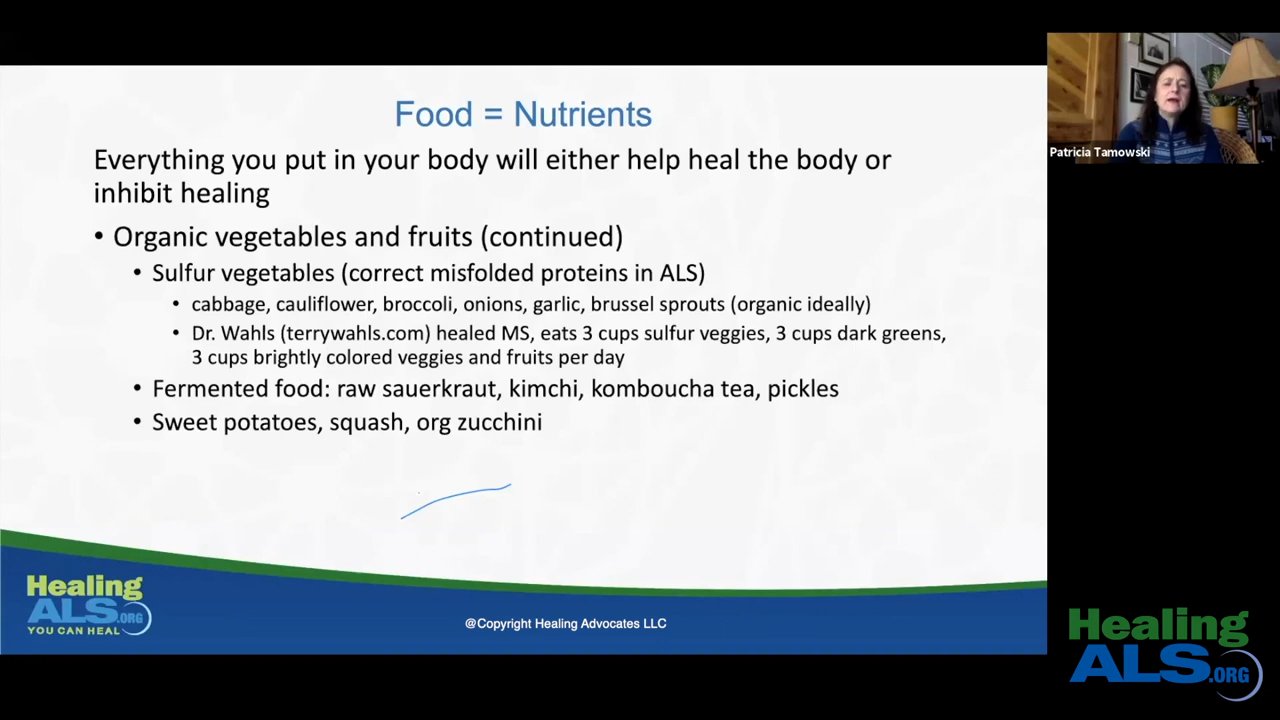 Food = Nutrients
Everything you put in your body will either help heal the body or
inhibit healing
• Organic vegetables and fruits (continued)
• Sulfur vegetables (correct misfolded proteins in ALS)
• cabbage, cauliflower, broccoli, onions, garlic, brussel sprouts (organic ideally)
• Dr. Wahls (terrywahls.com) healed MS, eats 3 cups sulfur veggies, 3 cups dark greens,
3 cups brightly colored veggies and fruits per day
• Fermented food: raw sauerkraut, kimchi, komboucha tea, pickles
• Sweet potatoes, squash, org zucchini
Healing
ALS.ORG
YOU CAN HEAL
@Copyright Healing Advocates LLC
Patricia Tamowski
Healing
ALS.ORG